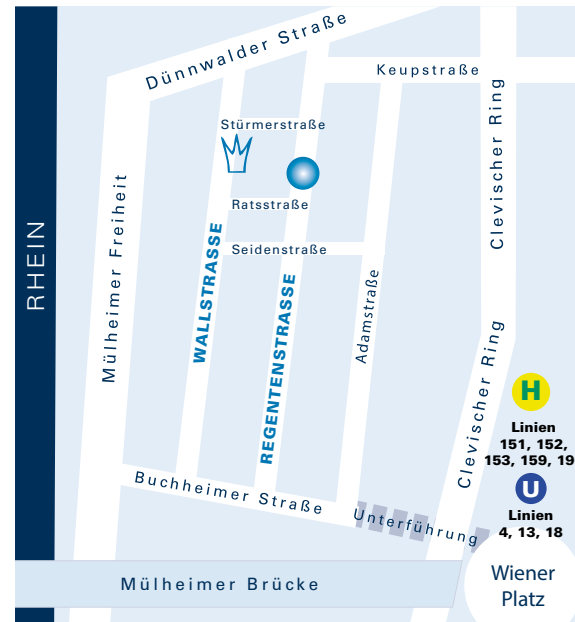 Dünnwalder Straße
Keupstraße
Clevischer Ring
Stürmerstraße
Ratsstraße
Seidenstraße
Mülheimer Freiheit
RHEIN
WALLSTRASSE
REGENTENSTRASSE
Adamstraße
Clevischer Ring
H
Linien
151, 152,
153, 159, 19
U
Linien
4, 13, 18
Buchheimer Straße
Unterführung
Mülheimer Brücke
Wiener
Platz